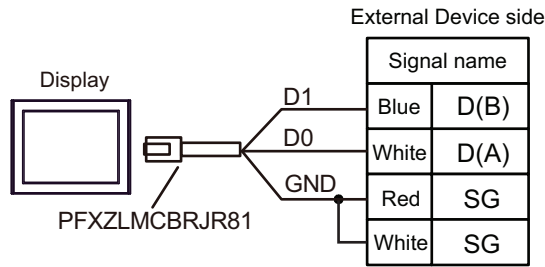 External Device side
Signal name
Display
D1
Blue
D(B)
D0
White
D(A)
GND
Red
SG
PFXZLMCBRJR81
White
SG